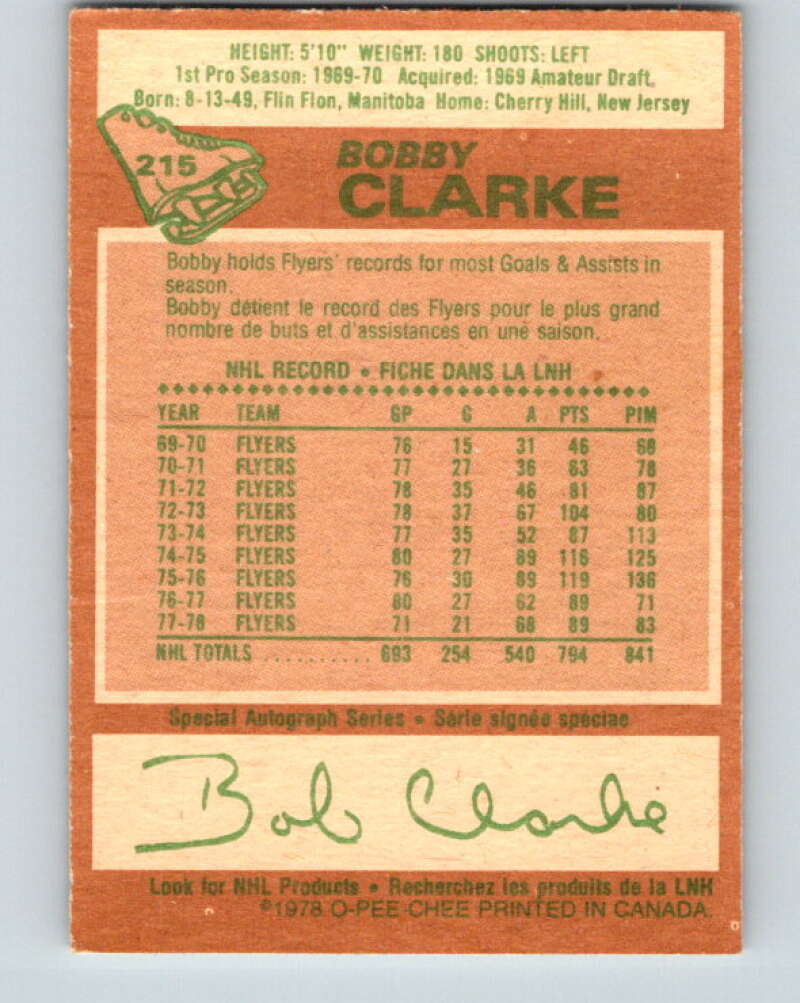 HEIGHT: 5'10" WEIGHT: 180 SHOOTS: LEFT
1st Pro Season: 1969-70 Acquired: 1969 Amateur Draft.
Born: 8-13-49, Flin Flon, Manitoba Home: Cherry Hill, New Jersey
215
BOBBY
CLARKE
Bobby holds Flyers' records for most Goals & Assists in
season.
Bobby détient le record des Flyers pour le plus grand
nombre de buts et d'assistances en une saison.
NHL RECORD • FICHE DANS LA LNH
YEAR TEAM GP G A PTS PIM
69-70 FLYERS 76 15 31 46 68
70-71 FLYERS 77 27 36 63 78
71-72 FLYERS 78 35 46 81 87
72-73 FLYERS 78 37 67 104 80
73-74 FLYERS 77 35 52 87 113
74-75 FLYERS 80 27 89 116 125
75-76 FLYERS 76 30 89 119 136
76-77 FLYERS 80 27 62 89 71
77-78 FLYERS 71 21 68 89 83
NHL TOTALS .......... 693 254 540 794 841
Special Autograph Series • Série signée spéciae
Bob Clarke
Look for NHL Products • Recherchez les produits de la LNH
©1978 O-PEE-CHEE PRINTED IN CANADA.